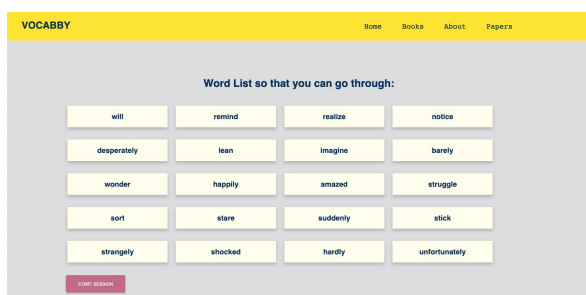 VOCABBY Home Books About Papers
Word List so that you can go through:
will remind realize notice
desperately lean imagine barely
wonder happily amazed struggle
sort stare suddenly stick
strangely shocked hardly unfortunately
START SESSION